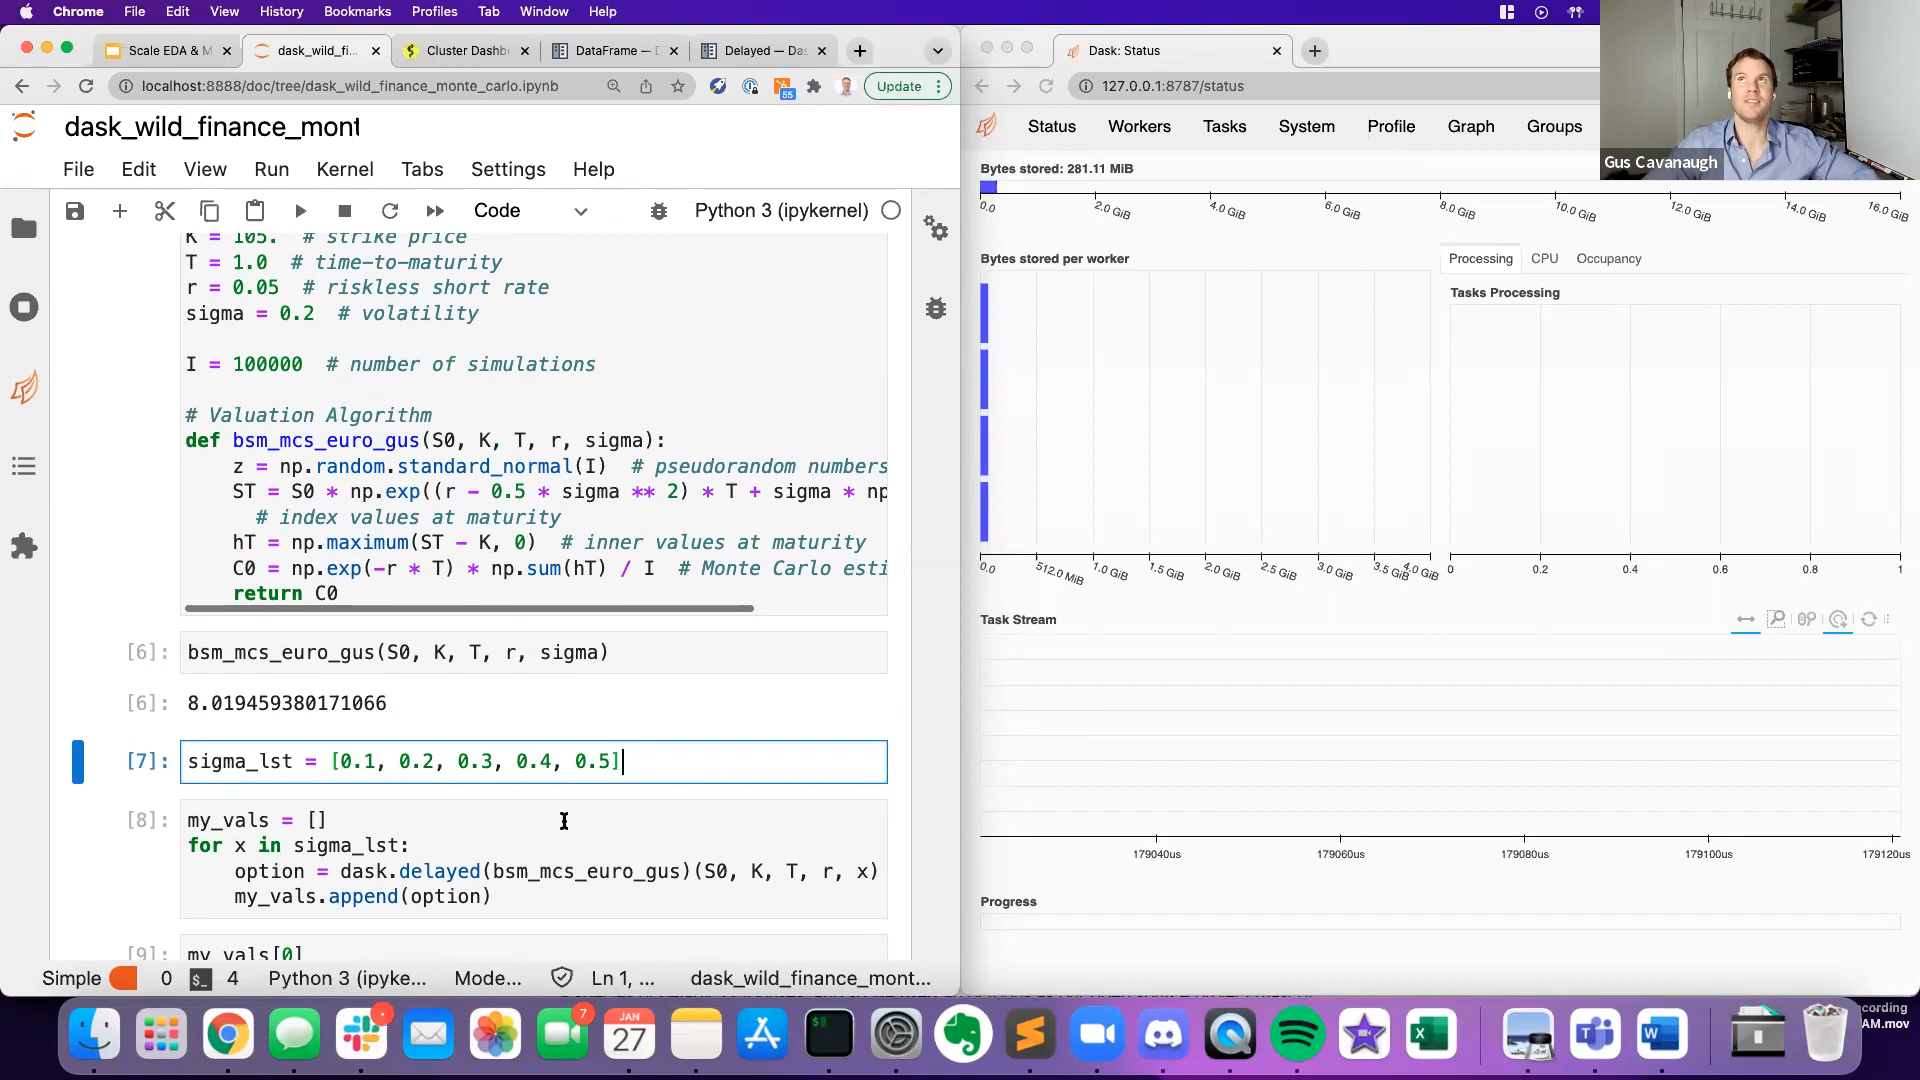 Chrome File Edit View History Bookmarks Profiles Tab Window Help
Scale EDA & M
dask_wild_fi...
Cluster Dashb
DataFrame — D
Delayed — Das
localhost:8888/doc/tree/dask_wild_finance_monte_carlo.ipynb
55
Update
dask_wild_finance_mont
File Edit View Run Kernel Tabs Settings Help
Code
Python 3 (ipykernel)
K = 105. # strike price
T = 1.0 # time-to-maturity
r = 0.05 # riskless short rate
sigma = 0.2 # volatility
I = 100000 # number of simulations
# Valuation Algorithm
def bsm_mcs_euro_gus(S0, K, T, r, sigma):
z = np.random.standard_normal(I) # pseudorandom numbers
ST = S0 * np.exp((r - 0.5 * sigma ** 2) * T + sigma * np
# index values at maturity
hT = np.maximum(ST - K, 0) # inner values at maturity
C0 = np.exp(-r * T) * np.sum(hT) / I # Monte Carlo esti
return C0
[6]: bsm_mcs_euro_gus(S0, K, T, r, sigma)
[6]: 8.019459380171066
[7]: sigma_lst = [0.1, 0.2, 0.3, 0.4, 0.5]
[8]: my_vals = []
for x in sigma_lst:
option = dask.delayed(bsm_mcs_euro_gus)(S0, K, T, r, x)
my_vals.append(option)
[9]: my_vals[0]
Simple 0 $_ 4 Python 3 (ipyke... Mode... Ln 1, ... dask_wild_finance_mont...
Dask: Status
127.0.0.1:8787/status
Status Workers Tasks System Profile Graph Groups
Gus Cavanaugh
Bytes stored: 281.11 MiB
0.0 2.0 GiB 4.0 GiB 6.0 GiB 8.0 GiB 10.0 GiB 12.0 GiB 14.0 GiB 16.0 GiB
Bytes stored per worker
0.0 512.0 MiB 1.0 GiB 1.5 GiB 2.0 GiB 2.5 GiB 3.0 GiB 3.5 GiB 4.0 GiB
Processing CPU Occupancy
Tasks Processing
0 0.2 0.4 0.6 0.8 1
Task Stream
179040us 179060us 179080us 179100us 179120us
Progress
7
JAN
27
ecording
AM.mov